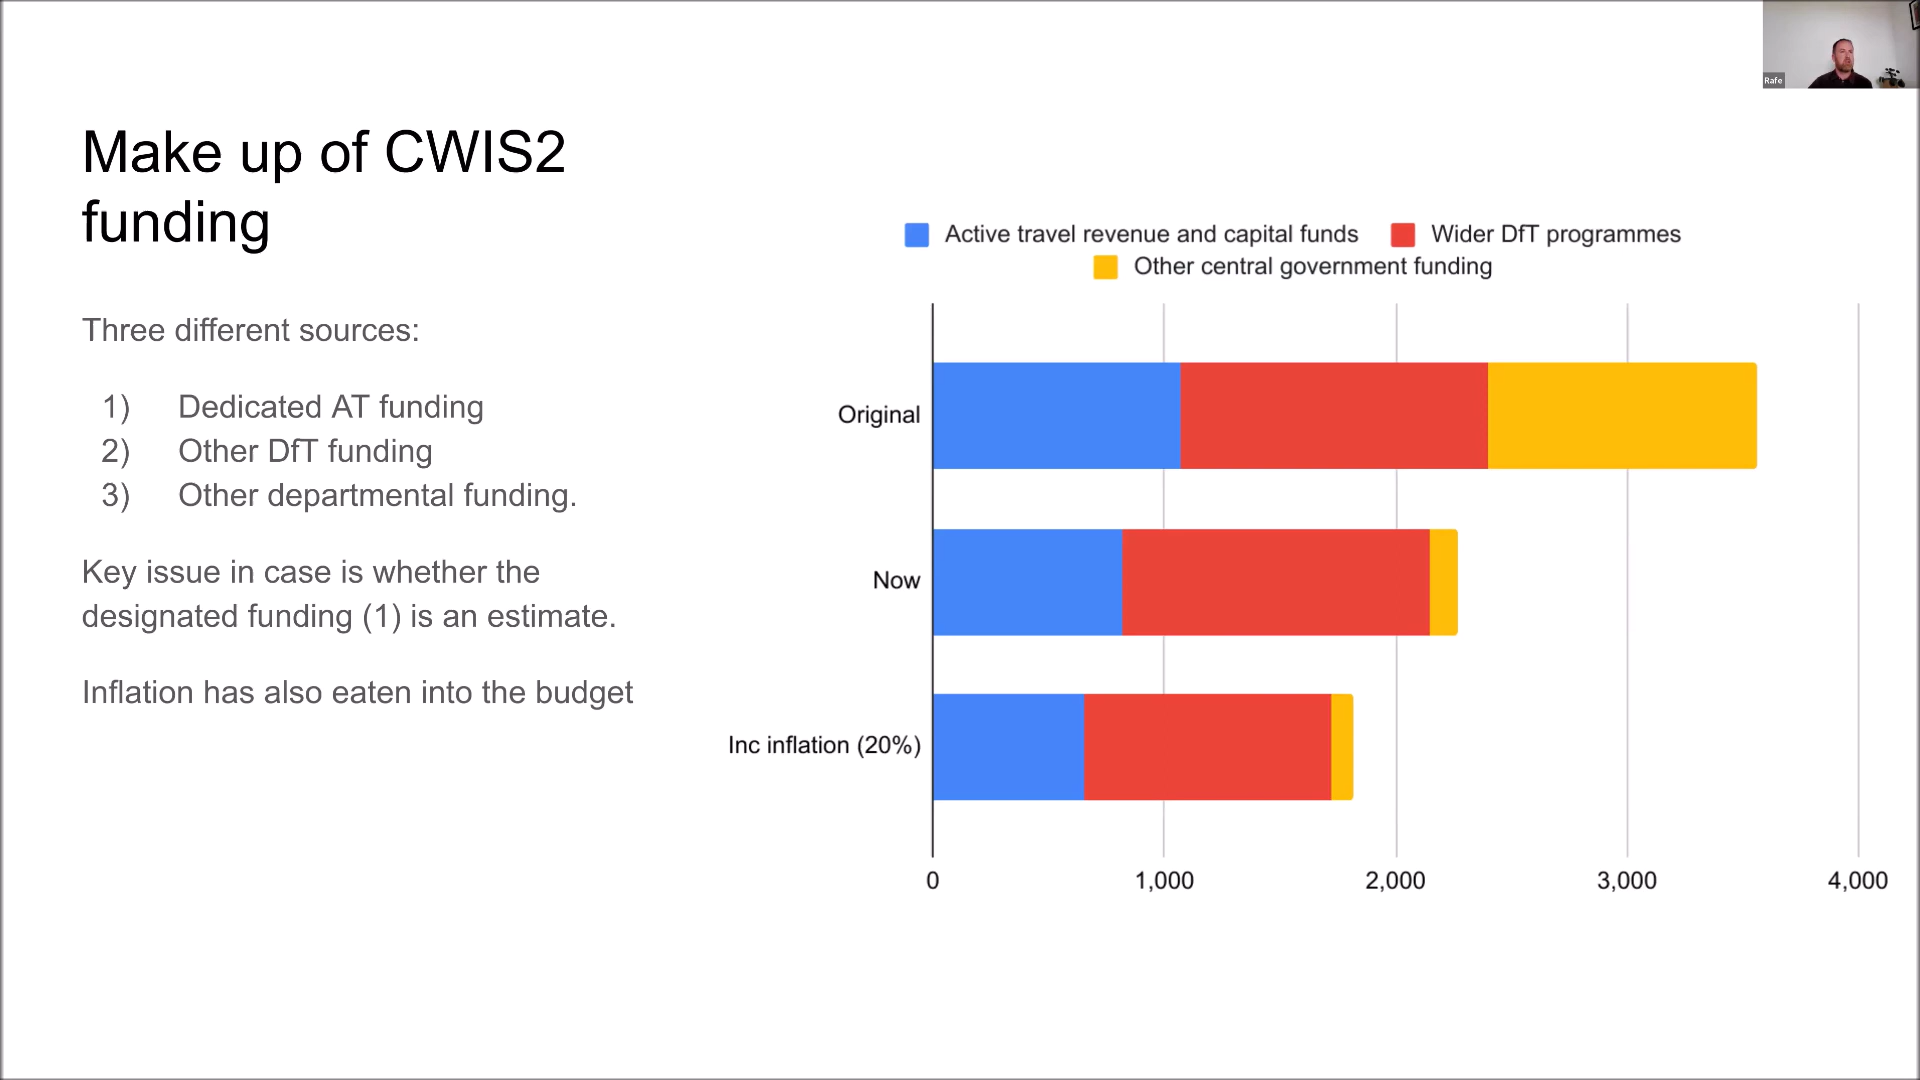 Rafe
Make up of CWIS2
funding
Three different sources:
1) Dedicated AT funding
2) Other DfT funding
3) Other departmental funding.
Key issue in case is whether the
designated funding (1) is an estimate.
Inflation has also eaten into the budget
Active travel revenue and capital funds Wider DfT programmes
Other central government funding
Original
Now
Inc inflation (20%)
0 1,000 2,000 3,000 4,000